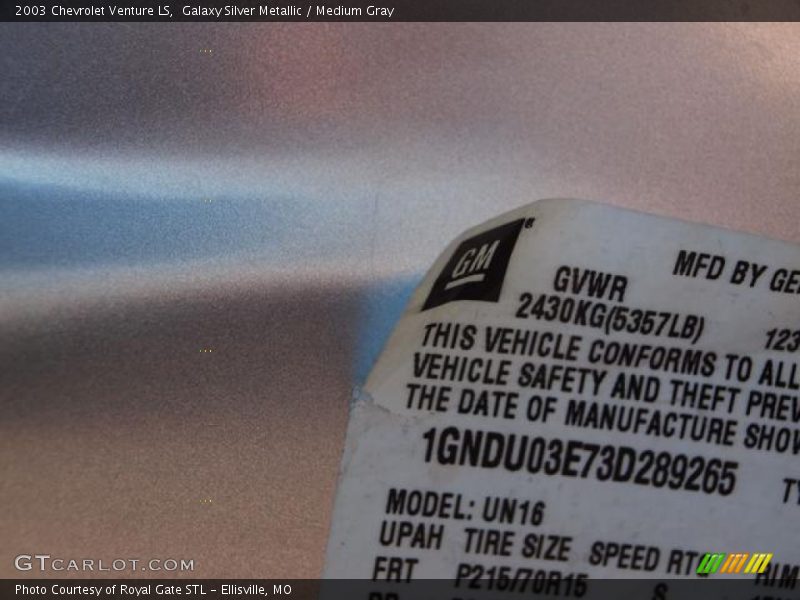 2003 Chevrolet Venture LS,  Galaxy Silver Metallic / Medium Gray
GM
MFD BY GE
GVWR
2430KG(5357LB)
123
THIS VEHICLE CONFORMS TO ALL
VEHICLE SAFETY AND THEFT PREV
THE DATE OF MANUFACTURE SHOW
1GNDU03E73D289265
TY
MODEL: UN16
UPAH TIRE SIZE SPEED RTG RIM
FRT P215/70R15 S
GTCARLOT.COM
Photo Courtesy of Royal Gate STL - Ellisville, MO